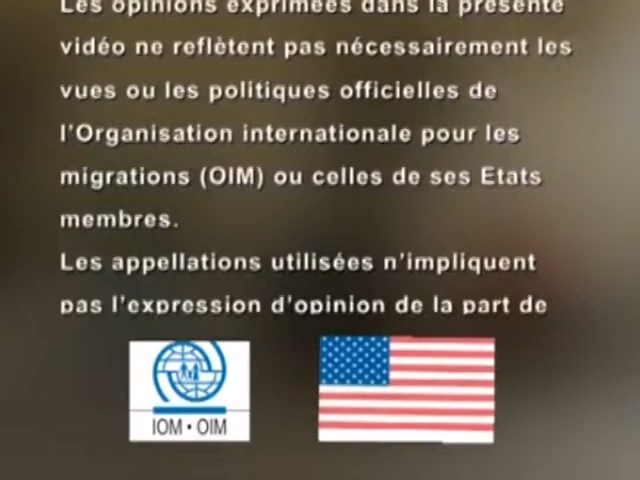 Les opinions exprimées dans la présente
vidéo ne reflètent pas nécessairement les
vues ou les politiques officielles de
l'Organisation internationale pour les
migrations (OIM) ou celles de ses Etats
membres.
Les appellations utilisées n'impliquent
pas l'expression d'opinion de la part de
IOM • OIM